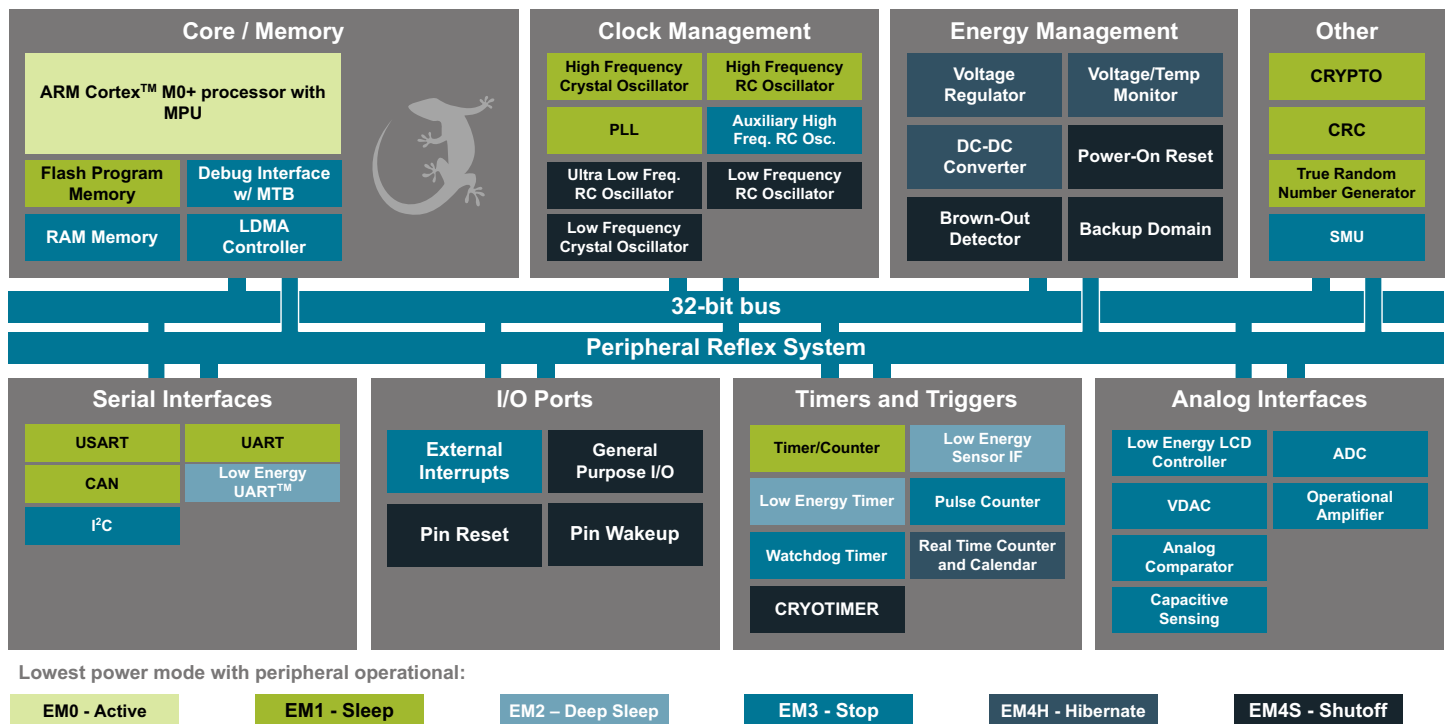 Core / Memory
ARM Cortex™ M0+ processor with
MPU
Flash Program
Memory
Debug Interface
w/ MTB
RAM Memory
LDMA
Controller
Clock Management
High Frequency
Crystal Oscillator
High Frequency
RC Oscillator
PLL
Auxiliary High
Freq. RC Osc.
Ultra Low Freq.
RC Oscillator
Low Frequency
RC Oscillator
Low Frequency
Crystal Oscillator
Energy Management
Voltage
Regulator
Voltage/Temp
Monitor
DC-DC
Converter
Power-On Reset
Brown-Out
Detector
Backup Domain
Other
CRYPTO
CRC
True Random
Number Generator
SMU
32-bit bus
Peripheral Reflex System
Serial Interfaces
USART
UART
CAN
Low Energy
UART™
I²C
I/O Ports
External
Interrupts
General
Purpose I/O
Pin Reset
Pin Wakeup
Timers and Triggers
Timer/Counter
Low Energy
Sensor IF
Low Energy Timer
Pulse Counter
Watchdog Timer
Real Time Counter
and Calendar
CRYOTIMER
Analog Interfaces
Low Energy LCD
Controller
ADC
VDAC
Operational
Amplifier
Analog
Comparator
Capacitive
Sensing
Lowest power mode with peripheral operational:
EM0 - Active
EM1 - Sleep
EM2 – Deep Sleep
EM3 - Stop
EM4H - Hibernate
EM4S - Shutoff